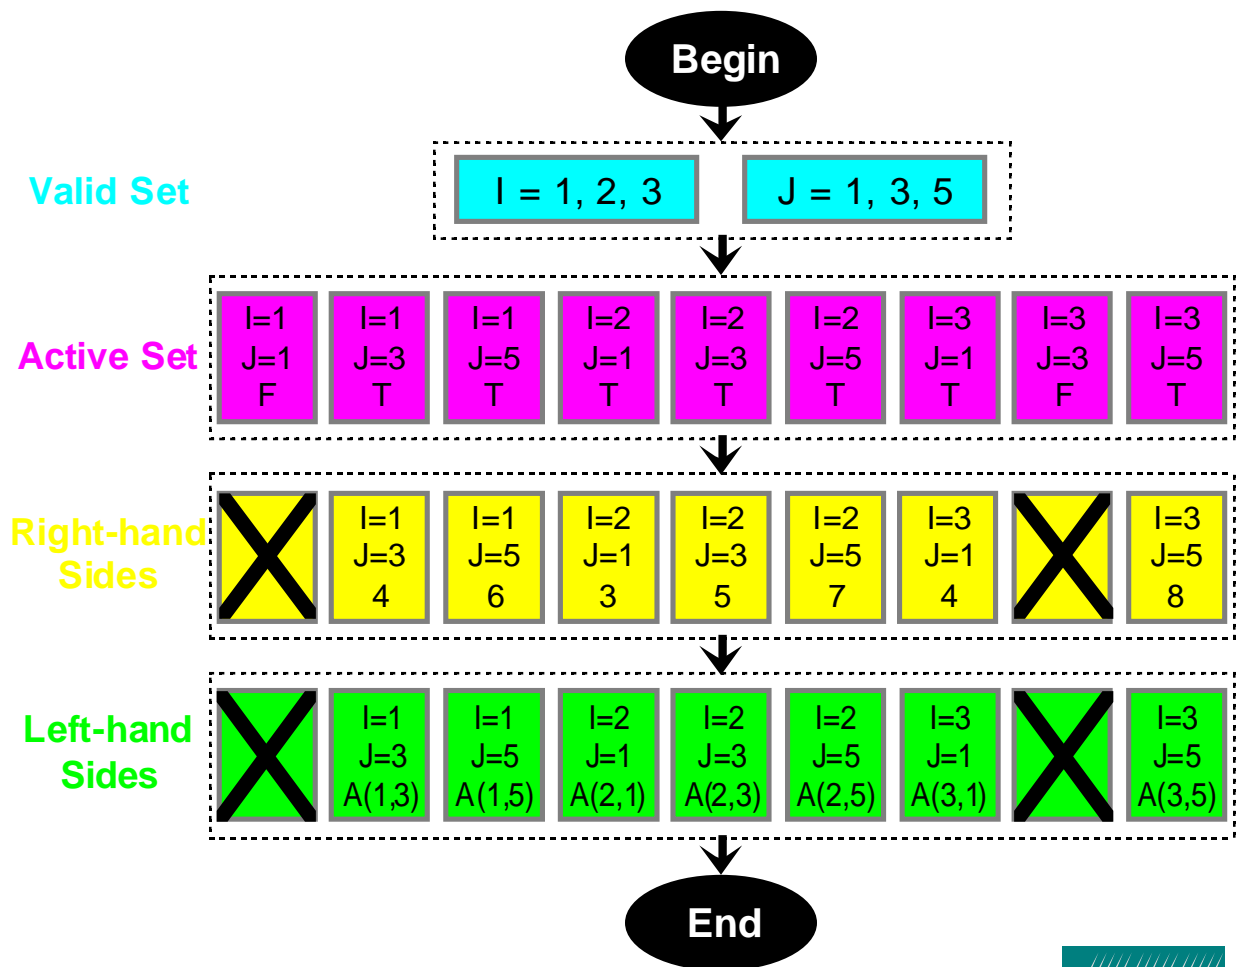 Begin
Valid Set
I = 1, 2, 3
J = 1, 3, 5
Active Set
I=1
J=1
F
I=1
J=3
T
I=1
J=5
T
I=2
J=1
T
I=2
J=3
T
I=2
J=5
T
I=3
J=1
T
I=3
J=3
F
I=3
J=5
T
Right-hand
Sides
I=1
J=3
4
I=1
J=5
6
I=2
J=1
3
I=2
J=3
5
I=2
J=5
7
I=3
J=1
4
I=3
J=5
8
Left-hand
Sides
I=1
J=3
A(1,3)
I=1
J=5
A(1,5)
I=2
J=1
A(2,1)
I=2
J=3
A(2,3)
I=2
J=5
A(2,5)
I=3
J=1
A(3,1)
I=3
J=5
A(3,5)
End